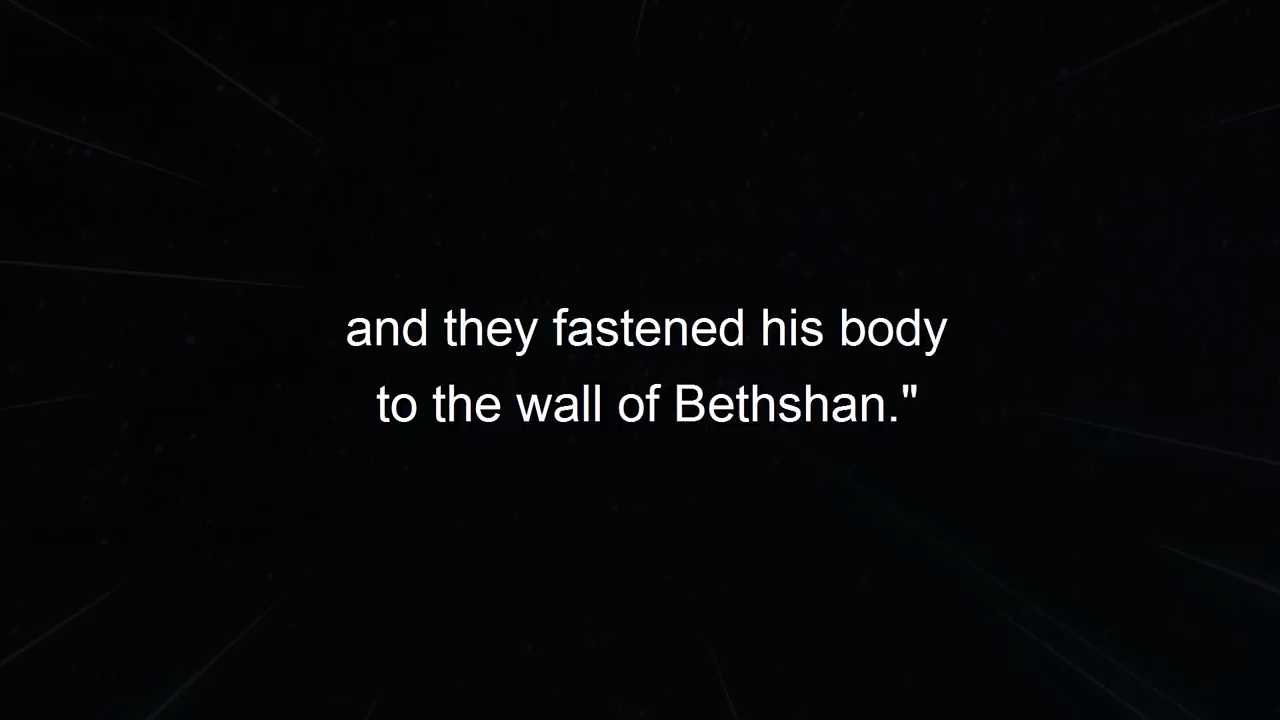 and they fastened his body
to the wall of Bethshan."